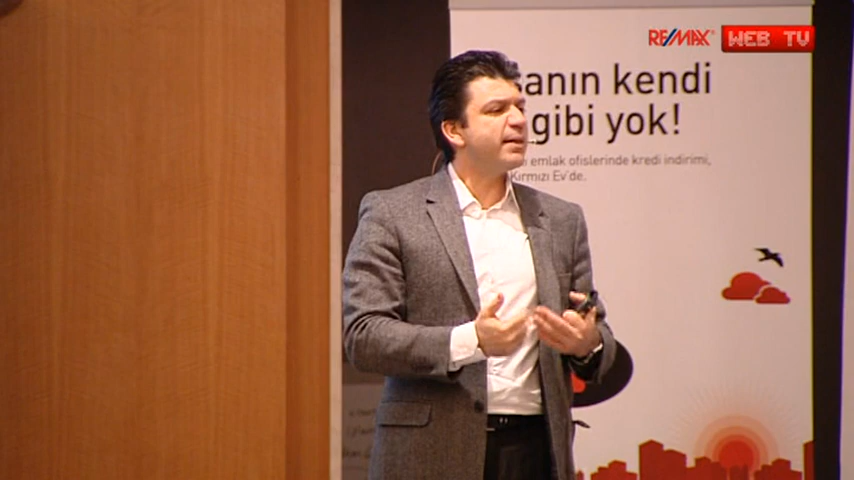 RE/MAX WEB TV
sanın kendi
gibi yok!
emlak ofislerinde kredi indirimi,
Kırmızı Ev'de.